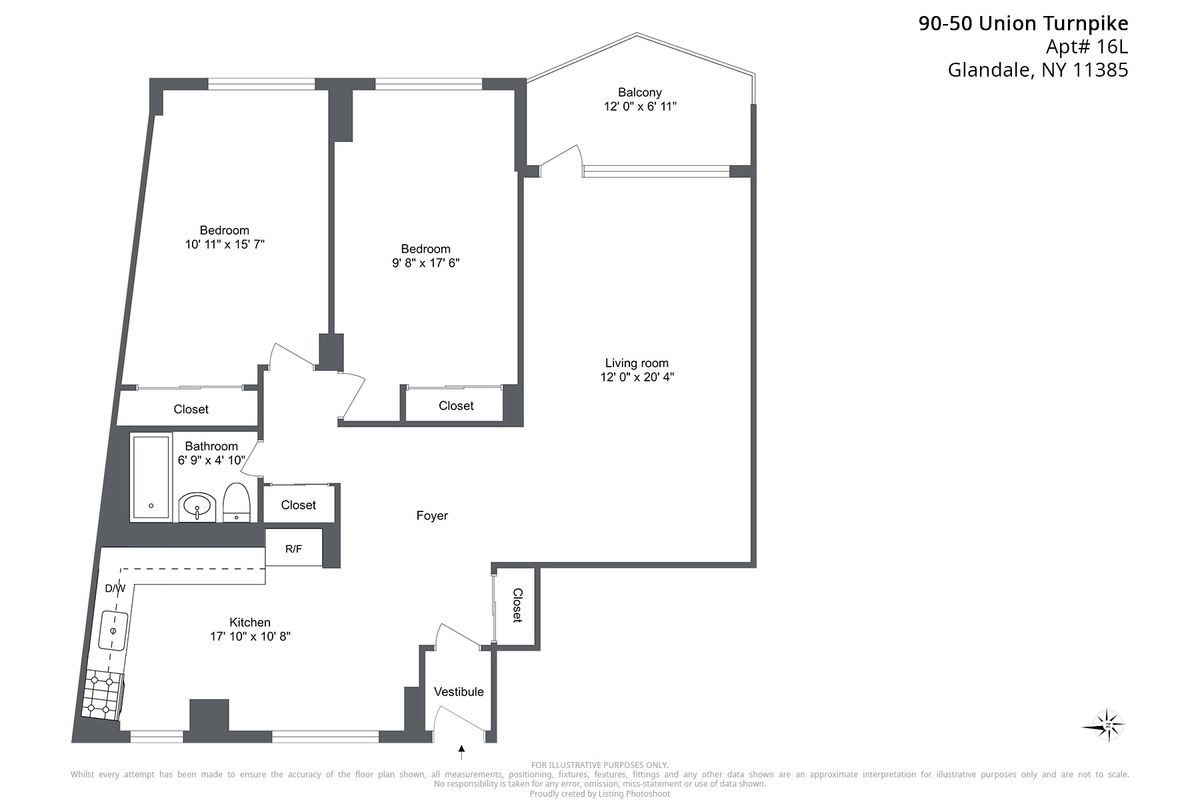 90-50 Union Turnpike
Apt# 16L
Glandale, NY 11385
Balcony
12' 0" x 6' 11"
Bedroom
10' 11" x 15' 7"
Bedroom
9' 8" x 17' 6"
Living room
12' 0" x 20' 4"
Closet
Closet
Bathroom
6' 9" x 4' 10"
Closet
Foyer
R/F
D/W
Closet
Kitchen
17' 10" x 10' 8"
Vestibule
FOR ILLUSTRATIVE PURPOSES ONLY.
Whilst every attempt has been made to ensure the accuracy of the floor plan shown, all measurements, positioning, fixtures, features, fittings and any other data shown are an approximate interpretation for illustrative purposes only and are not to scale.
No responsibility is taken for any error, omission, miss-statement or use of data shown.
Proudly creted by Listing Photoshoot